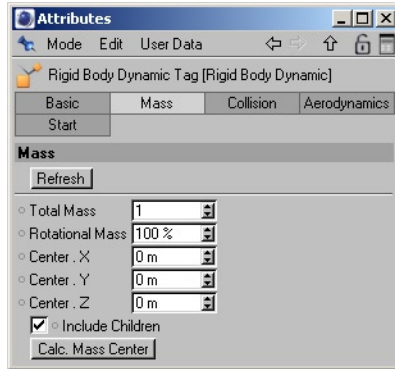 Attributes
Mode Edit User Data
Rigid Body Dynamic Tag [Rigid Body Dynamic]
Basic Mass Collision Aerodynamics
Start
Mass
Refresh
Total Mass 1
Rotational Mass 100 %
Center . X 0 m
Center . Y 0 m
Center . Z 0 m
Include Children
Calc. Mass Center